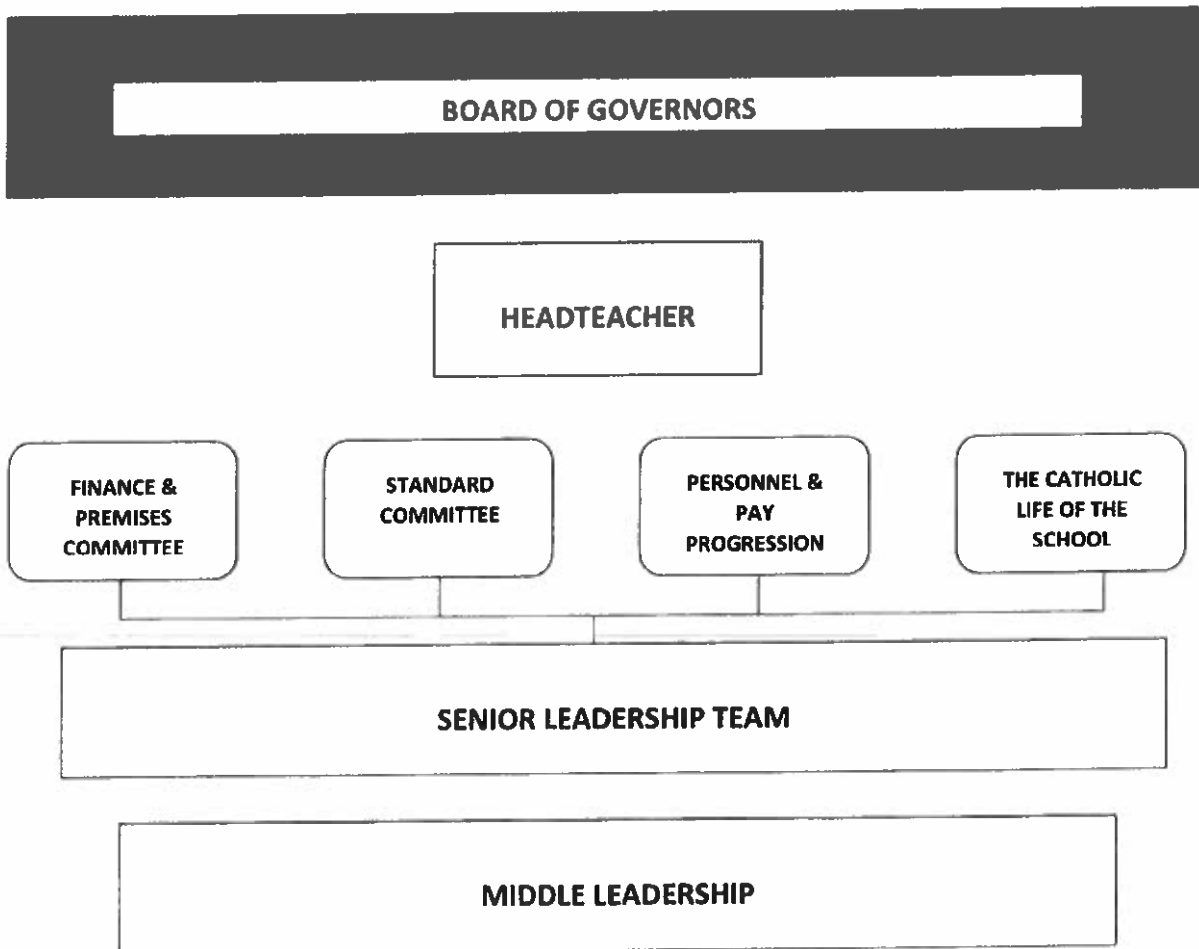 BOARD OF GOVERNORS
HEADTEACHER
FINANCE &
PREMISES
COMMITTEE
STANDARD
COMMITTEE
PERSONNEL &
PAY
PROGRESSION
THE CATHOLIC
LIFE OF THE
SCHOOL
SENIOR LEADERSHIP TEAM
MIDDLE LEADERSHIP